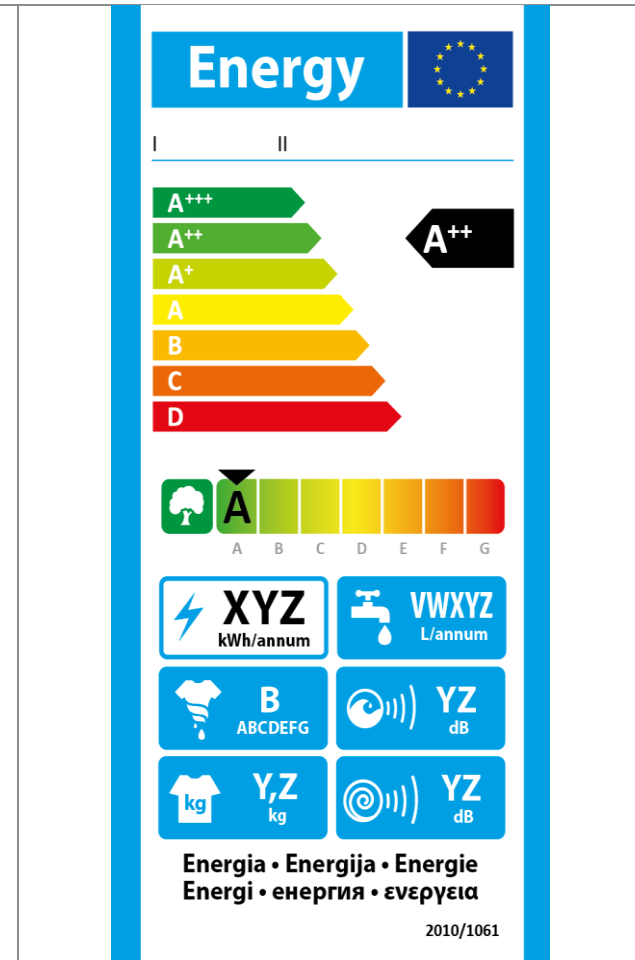 Energy
I II
A+++
A++
A++
A+
A
B
C
D
A
A B C D E F G
XYZ
kWh/annum
VWXYZ
L/annum
B
ABCDEFG
YZ
dB
kg
Y,Z
kg
YZ
dB
Energia • Energija • Energie
Energi • енергия • ενεργεια
2010/1061